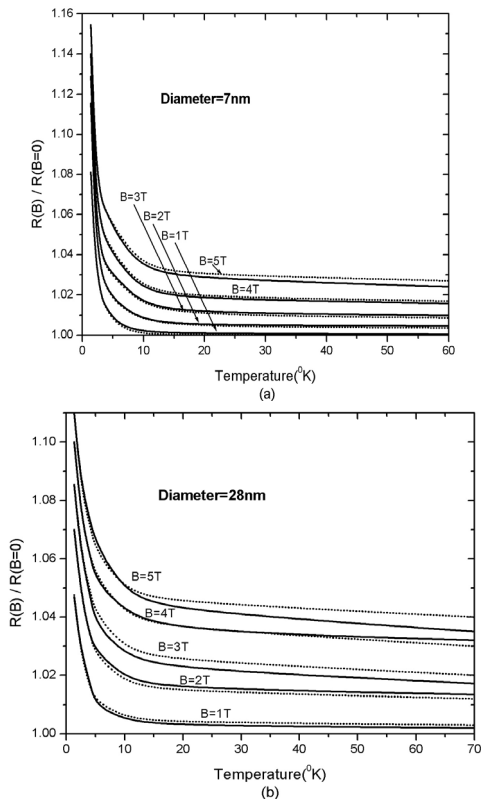 1.16
1.14
1.12
1.10
1.08
1.06
1.04
1.02
1.00
R(B) / R(B=0)
Diameter=7nm
B=3T
B=2T
B=1T
B=5T
B=4T
0 10 20 30 40 50 60
Temperature(⁰K)
(a)
1.10
1.08
1.06
1.04
1.02
1.00
R(B) / R(B=0)
Diameter=28nm
B=5T
B=4T
B=3T
B=2T
B=1T
0 10 20 30 40 50 60 70
Temperature(⁰K)
(b)